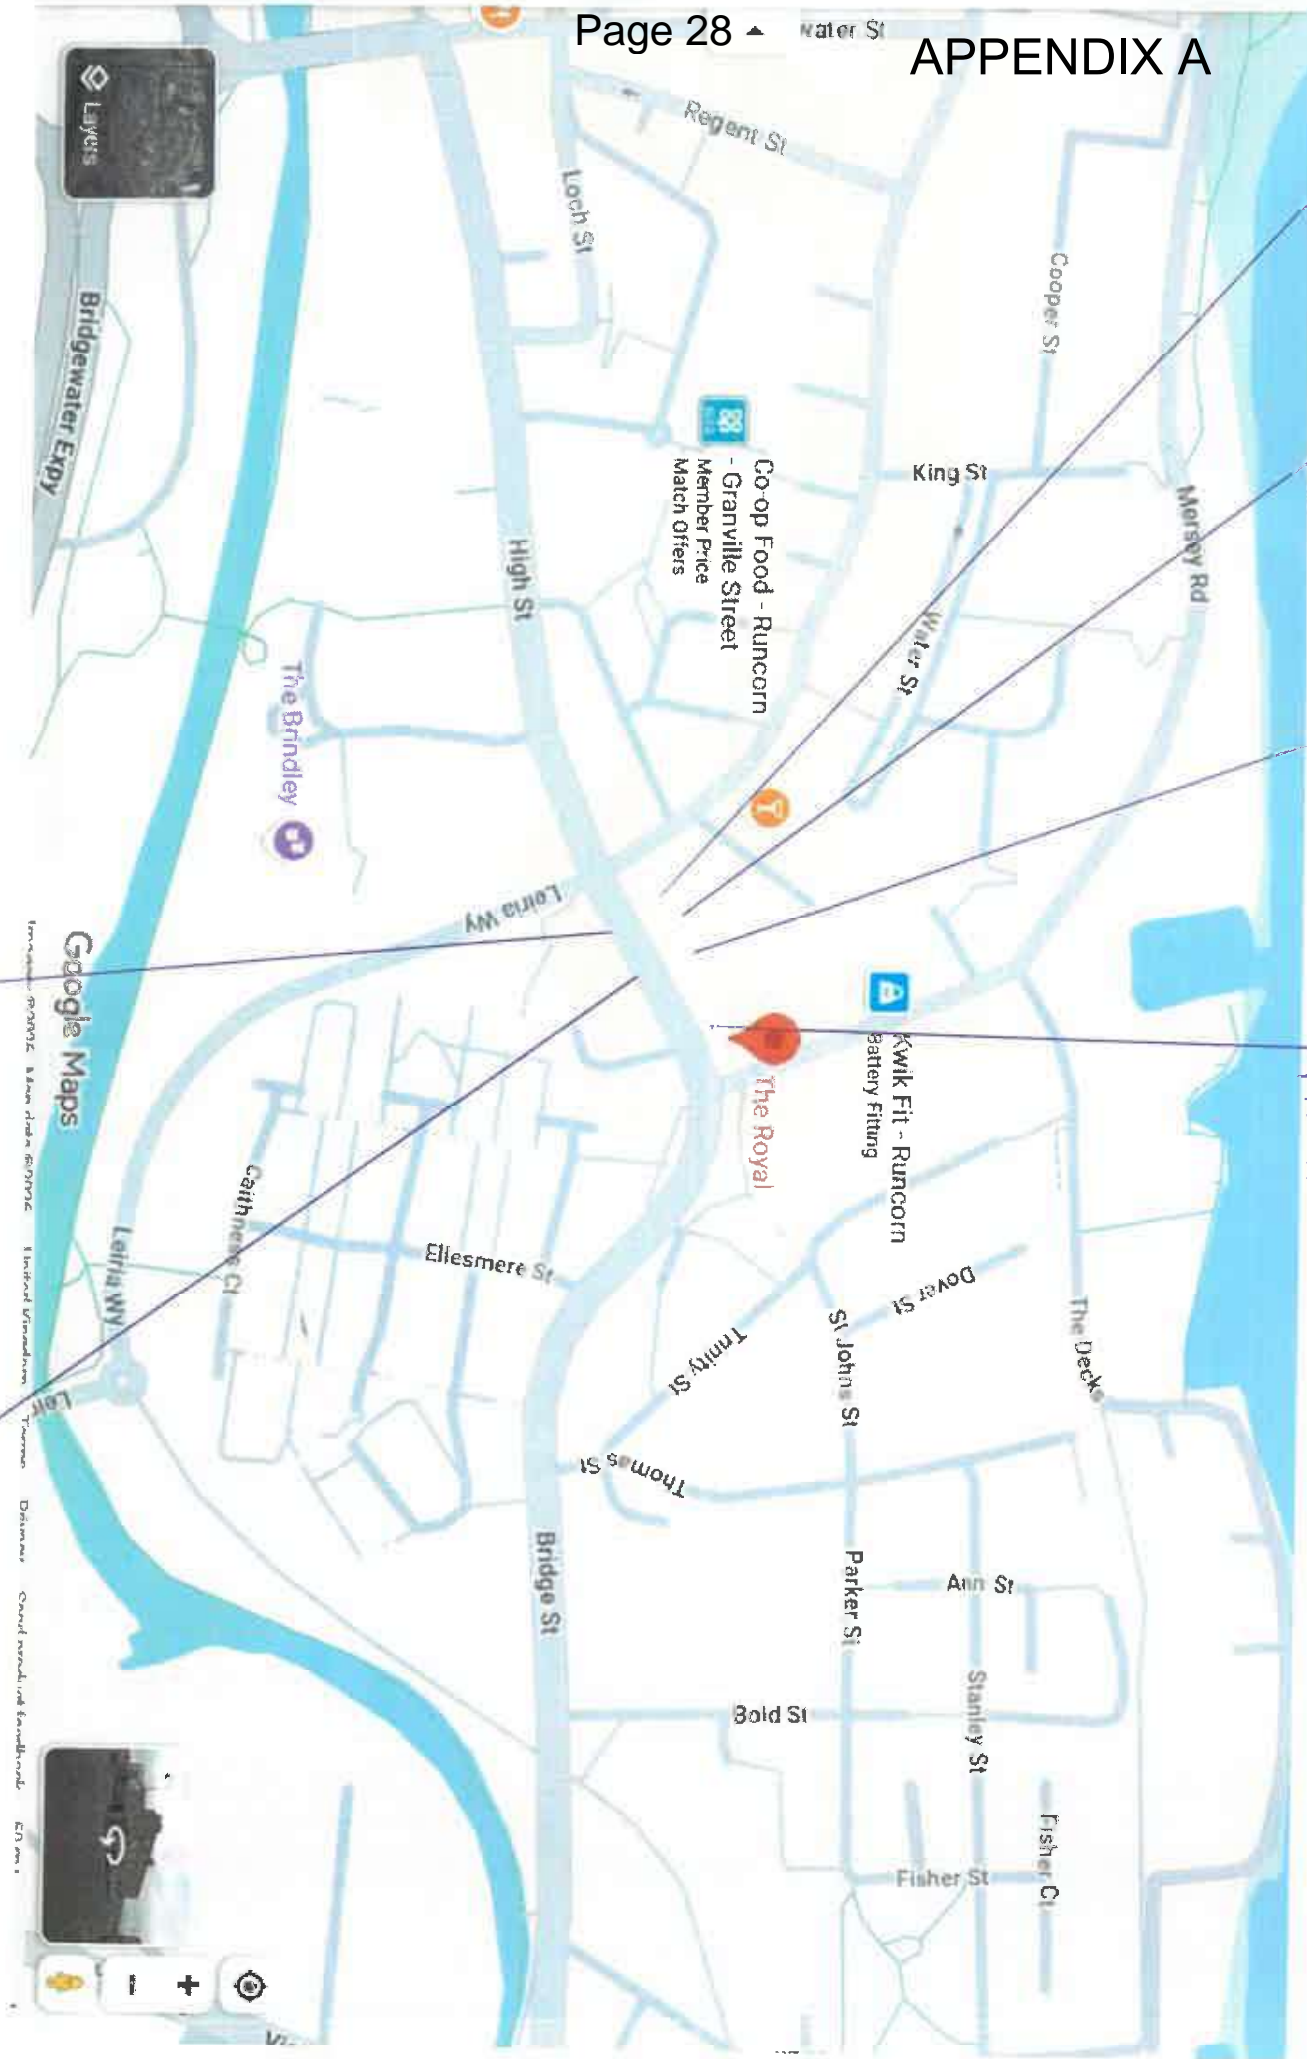 Page 28
APPENDIX A
water St
Layers
Regent St
Loch St
Cooper St
Bridgewater Expy
King St
Mersey Rd
Co-op Food - Runcorn
- Granville Street
Member Price
Match Offers
High St
Water St
The Brindley
Leiria Wy
Google Maps
Kwik Fit - Runcorn
Battery Fitting
The Royal
Caithness Ct
Ellesmere St
Leiria Wy
Dover St
Trinity St
St Johns St
The Decks
Leir
Thomas St
Bridge St
Parker St
Ann St
Stanley St
Bold St
Fisher Ct
Fisher St